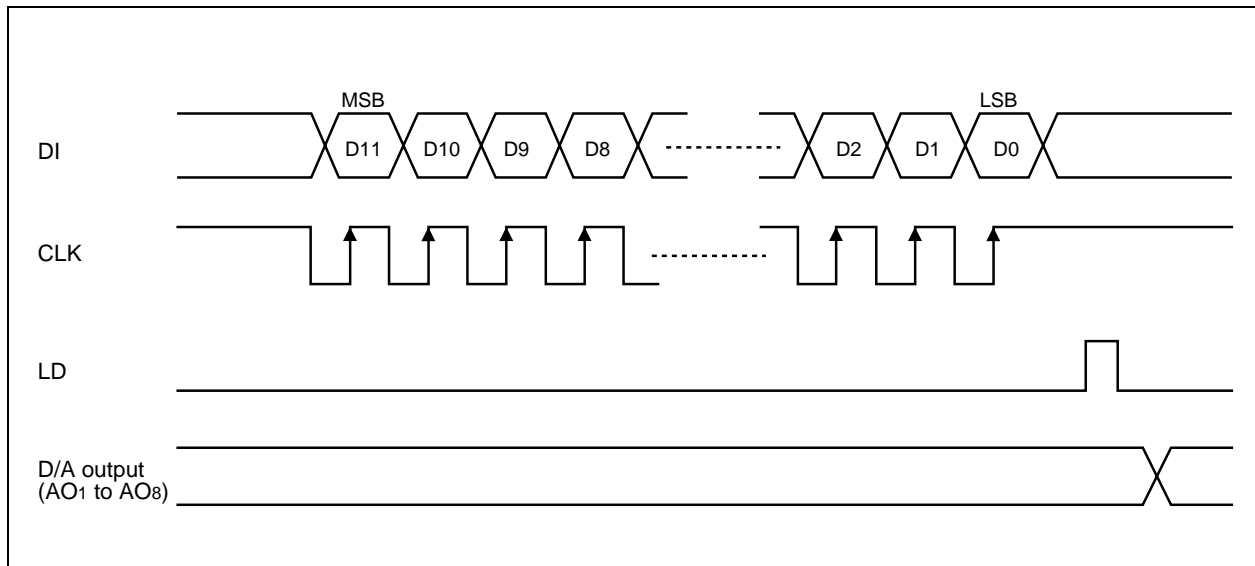 MSB LSB
DI D11 D10 D9 D8 D2 D1 D0
CLK
LD
D/A output
(AO1 to AO8)